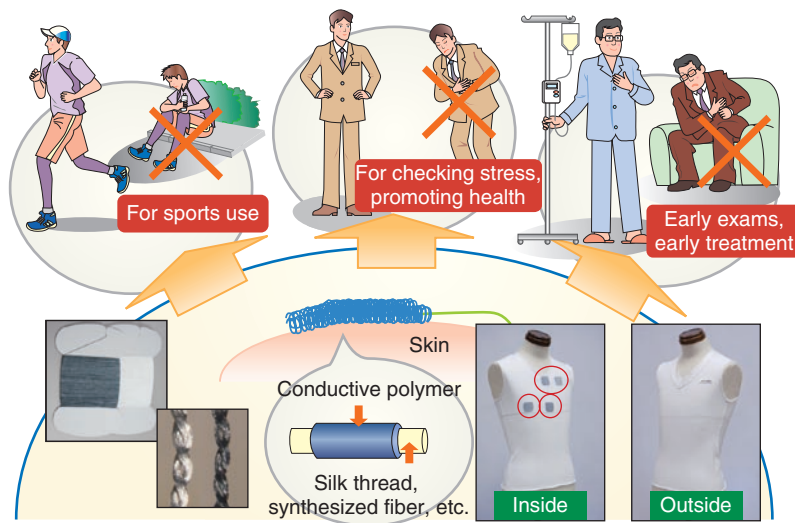 For sports use
For checking stress,
promoting health
Early exams,
early treatment
Skin
Conductive polymer
Silk thread,
synthesized fiber, etc.
Inside
Outside